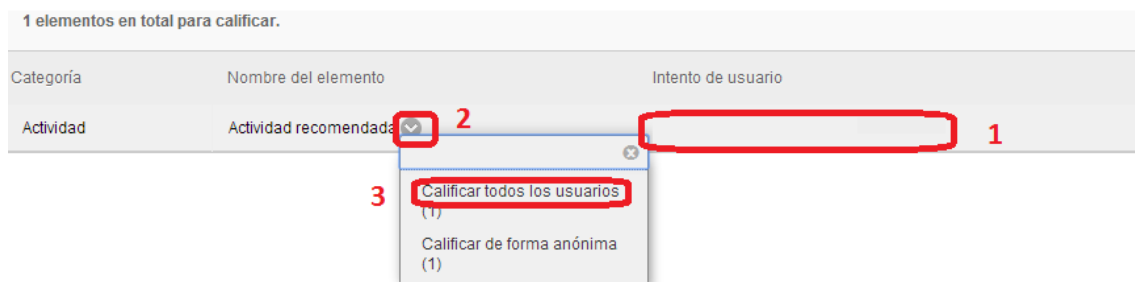 1 elementos en total para calificar.
Categoría Nombre del elemento Intento de usuario
Actividad Actividad recomendada 2 1
3 Calificar todos los usuarios
(1)
Calificar de forma anónima
(1)